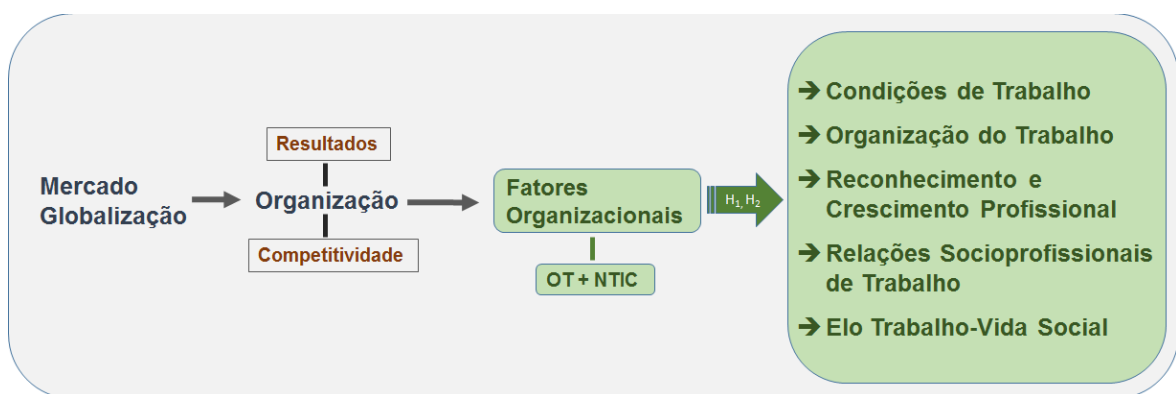 Mercado
Globalização
Resultados
Organização
Competitividade
Fatores
Organizacionais
OT + NTIC
H1, H2
➔ Condições de Trabalho
➔ Organização do Trabalho
➔ Reconhecimento e
Crescimento Profissional
➔ Relações Socioprofissionais
de Trabalho
➔ Elo Trabalho-Vida Social